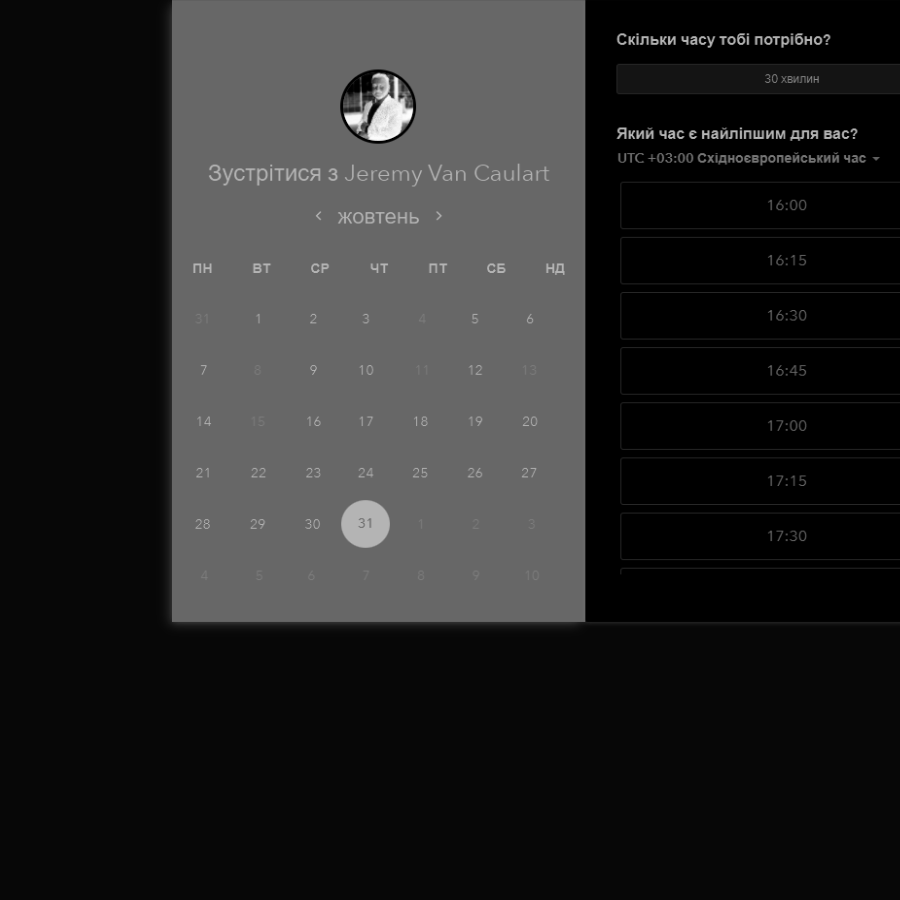 Зустрітися з Jeremy Van Caulart
жовтень
ПН ВТ СР ЧТ ПТ СБ НД
31 1 2 3 4 5 6
7 8 9 10 11 12 13
14 15 16 17 18 19 20
21 22 23 24 25 26 27
28 29 30 31 1 2 3
4 5 6 7 8 9 10
Скільки часу тобі потрібно?
30 хвилин
Який час є найліпшим для вас?
UTC +03:00 Східноєвропейський час
16:00
16:15
16:30
16:45
17:00
17:15
17:30